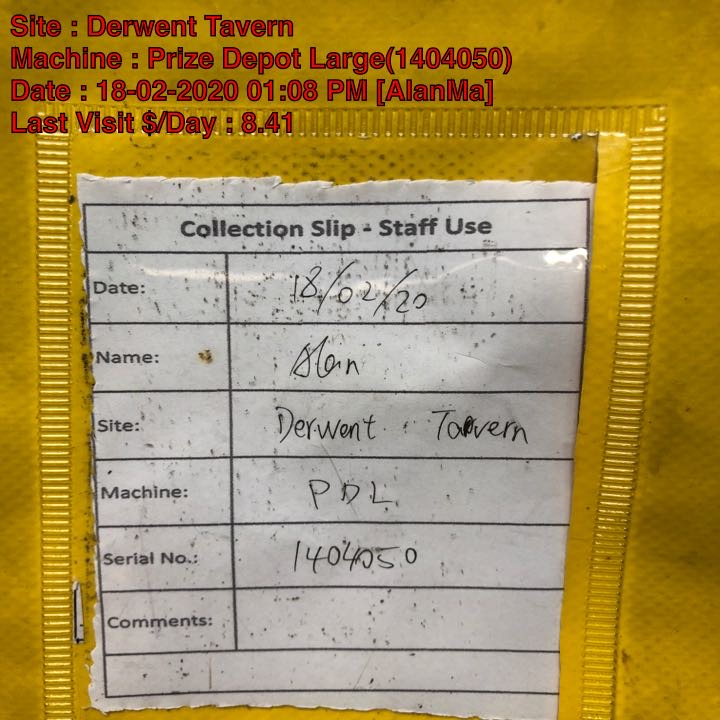 Site : Derwent Tavern
Machine : Prize Depot Large(1404050)
Date : 18-02-2020 01:08 PM [AlanMa]
Last Visit $/Day : 8.41
Collection Slip - Staff Use
Date: 18/02/20
Name: Alan
Site: Derwent Tavern
Machine: PDL
Serial No.: 1404050
Comments: